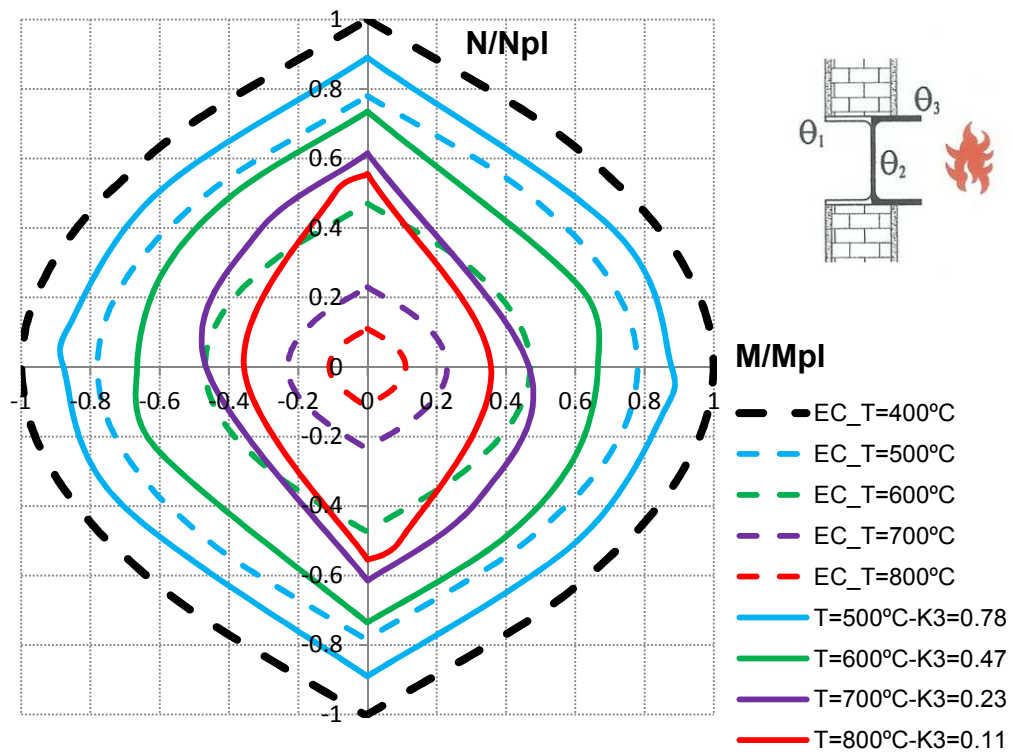 N/Npl
1
0.8
0.6
0.4
0.2
0
-0.2
-0.4
-0.6
-0.8
-1
-1 -0.8 -0.6 -0.4 -0.2 0 0.2 0.4 0.6 0.8 1
M/Mpl
θ1
θ2
θ3
EC_T=400ºC
EC_T=500ºC
EC_T=600ºC
EC_T=700ºC
EC_T=800ºC
T=500ºC-K3=0.78
T=600ºC-K3=0.47
T=700ºC-K3=0.23
T=800ºC-K3=0.11